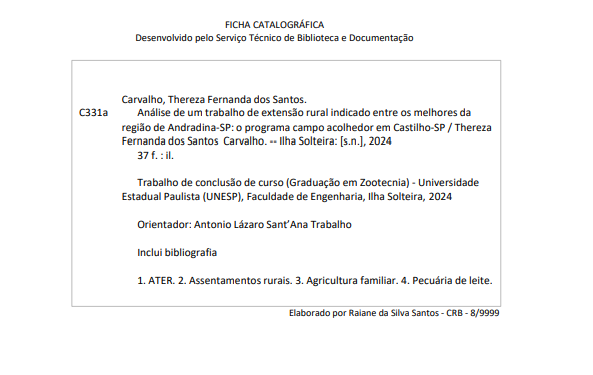 FICHA CATALOGRÁFICA
Desenvolvido pelo Serviço Técnico de Biblioteca e Documentação
Carvalho, Thereza Fernanda dos Santos.
C331a Análise de um trabalho de extensão rural indicado entre os melhores da
região de Andradina-SP: o programa campo acolhedor em Castilho-SP / Thereza
Fernanda dos Santos Carvalho. -- Ilha Solteira: [s.n.], 2024
37 f. : il.
Trabalho de conclusão de curso (Graduação em Zootecnia) - Universidade
Estadual Paulista (UNESP), Faculdade de Engenharia, Ilha Solteira, 2024
Orientador: Antonio Lázaro Sant’Ana Trabalho
Inclui bibliografia
1. ATER. 2. Assentamentos rurais. 3. Agricultura familiar. 4. Pecuária de leite.
Elaborado por Raiane da Silva Santos - CRB - 8/9999